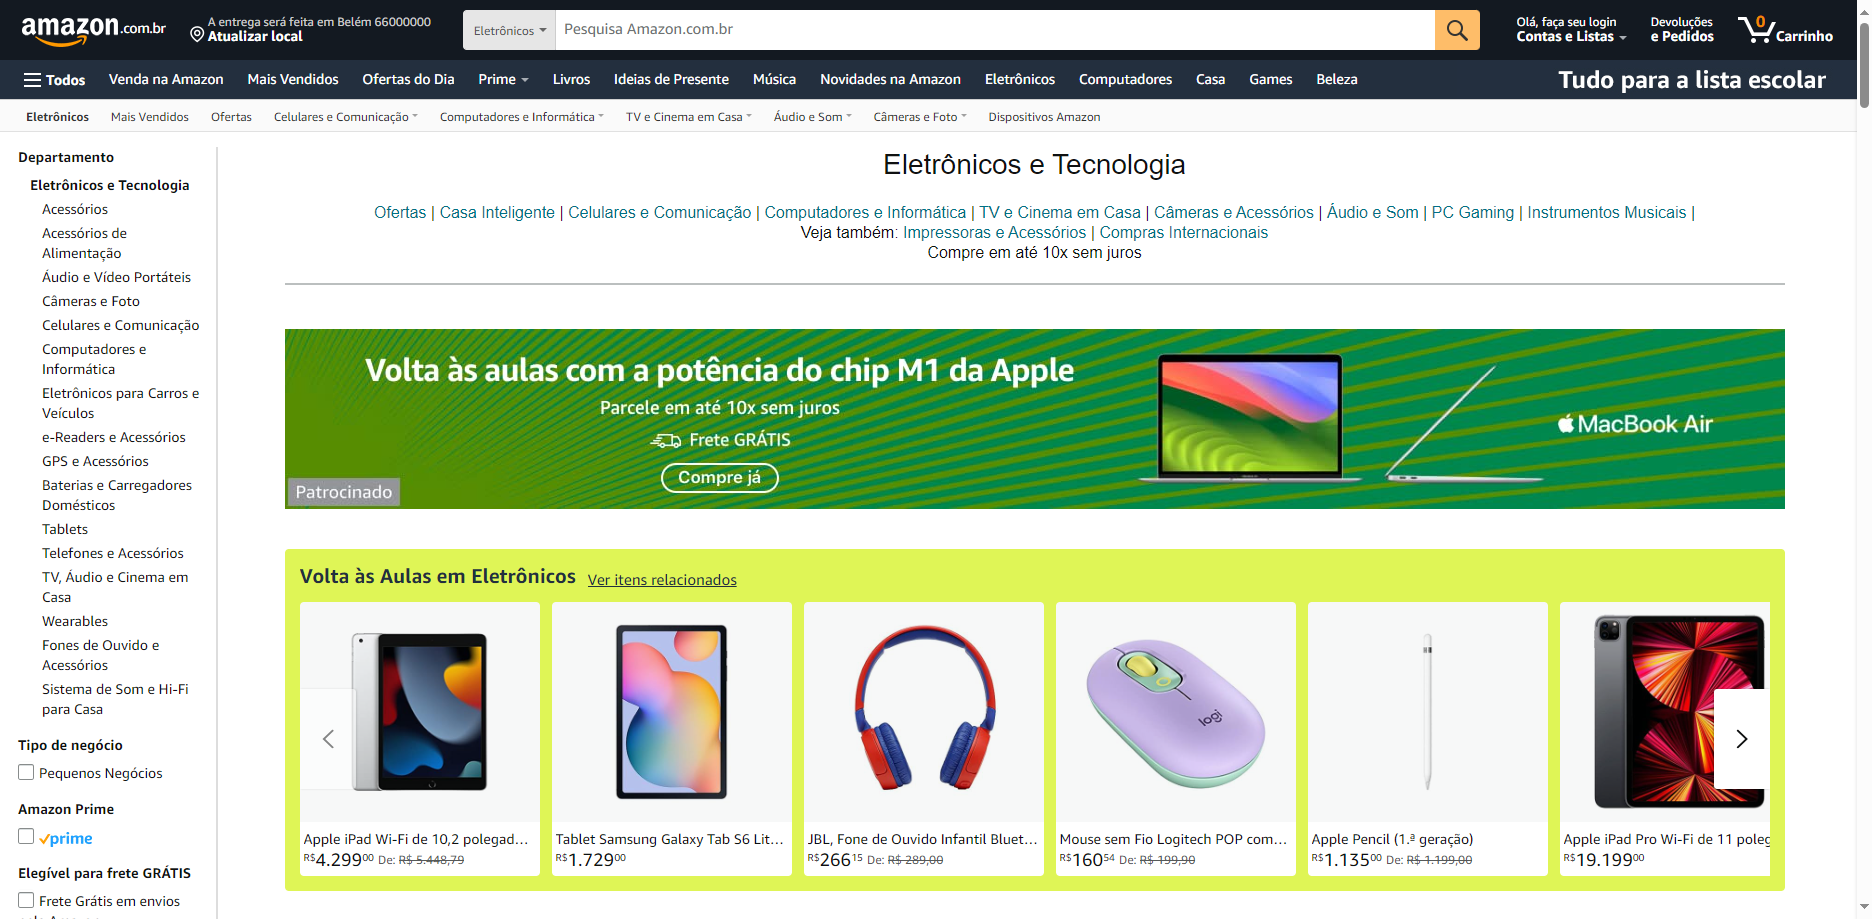 amazon.com.br
A entrega será feita em Belém 66000000
Atualizar local
Eletrônicos
Pesquisa Amazon.com.br
Olá, faça seu login
Contas e Listas
Devoluções
e Pedidos
0
Carrinho
Todos
Venda na Amazon
Mais Vendidos
Ofertas do Dia
Prime
Livros
Ideias de Presente
Música
Novidades na Amazon
Eletrônicos
Computadores
Casa
Games
Beleza
Tudo para a lista escolar
Eletrônicos
Mais Vendidos
Ofertas
Celulares e Comunicação
Computadores e Informática
TV e Cinema em Casa
Áudio e Som
Câmeras e Foto
Dispositivos Amazon
Departamento
Eletrônicos e Tecnologia
Acessórios
Acessórios de
Alimentação
Áudio e Vídeo Portáteis
Câmeras e Foto
Celulares e Comunicação
Computadores e
Informática
Eletrônicos para Carros e
Veículos
e-Readers e Acessórios
GPS e Acessórios
Baterias e Carregadores
Domésticos
Tablets
Telefones e Acessórios
TV, Áudio e Cinema em
Casa
Wearables
Fones de Ouvido e
Acessórios
Sistema de Som e Hi-Fi
para Casa
Tipo de negócio
Pequenos Negócios
Amazon Prime
prime
Elegível para frete GRÁTIS
Frete Grátis em envios
Eletrônicos e Tecnologia
Ofertas | Casa Inteligente | Celulares e Comunicação | Computadores e Informática | TV e Cinema em Casa | Câmeras e Acessórios | Áudio e Som | PC Gaming | Instrumentos Musicais |
Veja também: Impressoras e Acessórios | Compras Internacionais
Compre em até 10x sem juros
Volta às aulas com a potência do chip M1 da Apple
Parcele em até 10x sem juros
Frete GRÁTIS
Compre já
Patrocinado
MacBook Air
Volta às Aulas em Eletrônicos
Ver itens relacionados
logi
Apple iPad Wi-Fi de 10,2 polegad...
R$4.29900 De: R$ 5.448,79
Tablet Samsung Galaxy Tab S6 Lit...
R$1.72900
JBL, Fone de Ouvido Infantil Bluet...
R$26615 De: R$ 289,00
Mouse sem Fio Logitech POP com...
R$16054 De: R$ 199,90
Apple Pencil (1.ª geração)
R$1.13500 De: R$ 1.199,00
Apple iPad Pro Wi-Fi de 11 poleg
R$19.19900